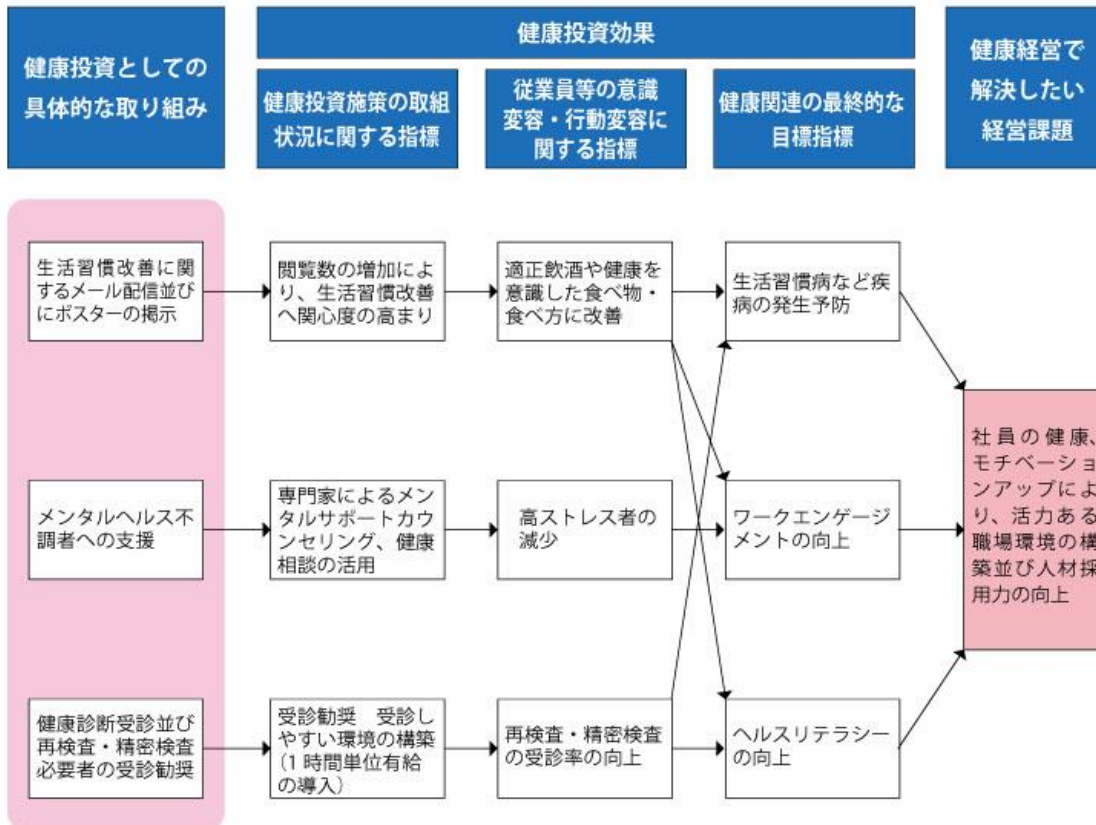 健康投資としての
具体的な取り組み
健康投資効果
健康投資施策の取組
状況に関する指標
従業員等の意識
変容・行動変容に
関する指標
健康関連の最終的な
目標指標
健康経営で
解決したい
経営課題
生活習慣改善に関
するメール配信並び
にポスターの掲示
閲覧数の増加によ
り、生活習慣改善
へ関心度の高まり
適正飲酒や健康を
意識した食べ物・
食べ方に改善
生活習慣病など疾
病の発生予防
メンタルヘルス不
調者への支援
専門家によるメン
タルサポートカウ
ンセリング、健康
相談の活用
高ストレス者の
減少
ワークエンゲージ
メントの向上
健康診断受診並び
再検査・精密検査
必要者の受診勧奨
受診勧奨　受診し
やすい環境の構築
(1時間単位有給
の導入)
再検査・精密検査
の受診率の向上
ヘルスリテラシー
の向上
社員の健康、
モチベーショ
ンアップによ
り、活力ある
職場環境の構
築並び人材採
用力の向上